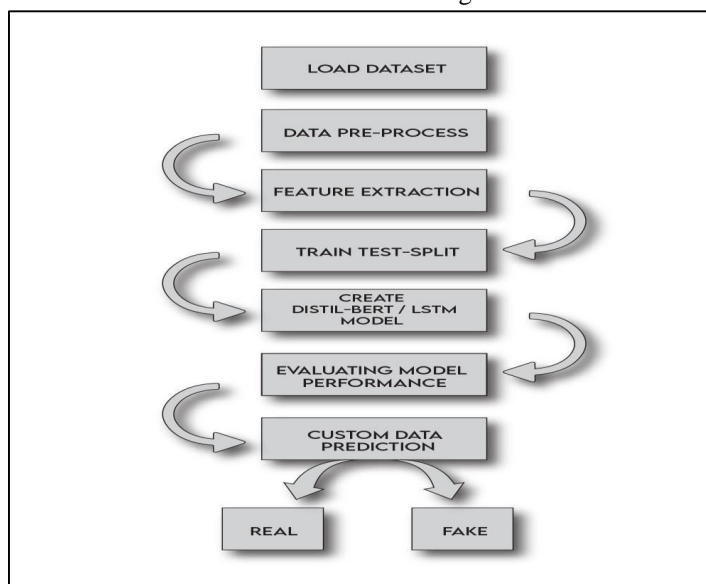 LOAD DATASET
DATA PRE-PROCESS
FEATURE EXTRACTION
TRAIN TEST-SPLIT
CREATE
DISTIL-BERT / LSTM
MODEL
EVALUATING MODEL
PERFORMANCE
CUSTOM DATA
PREDICTION
REAL
FAKE